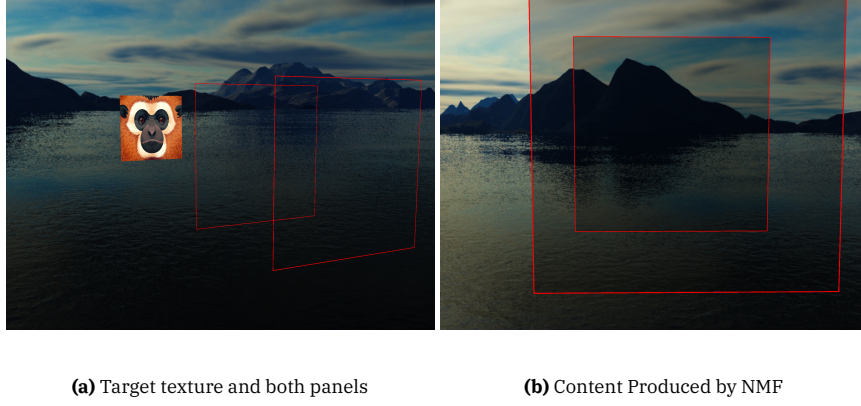 (a) Target texture and both panels
(b) Content Produced by NMF